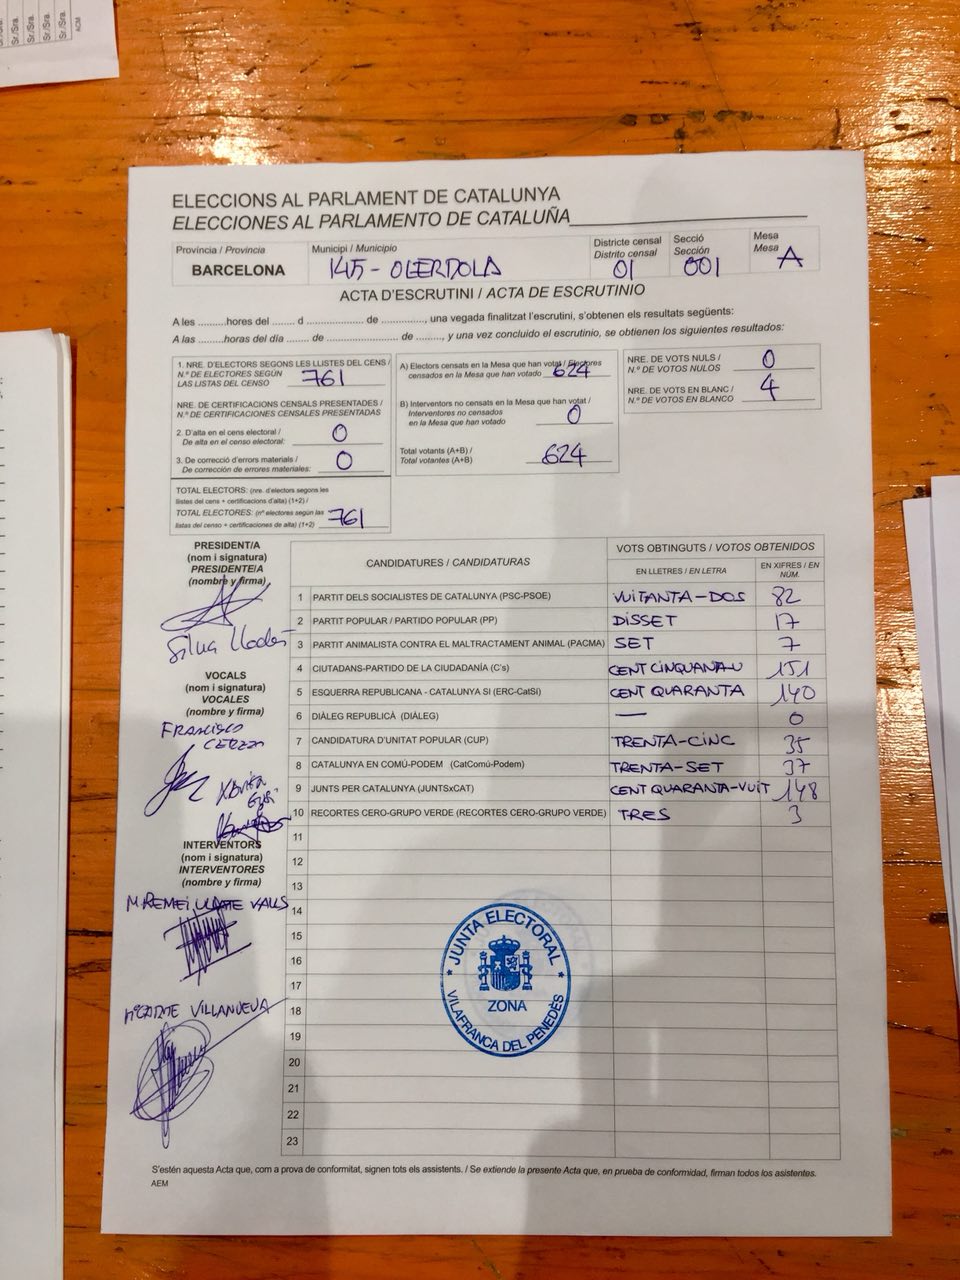 Sr./Sra.
Sr./Sra.
Sr./Sra.
Sr./Sra.
ACM
ELECCIONS AL PARLAMENT DE CATALUNYA
ELECCIONES AL PARLAMENTO DE CATALUÑA
Província / Provincia
BARCELONA
Municipi / Municipio
145 - OLERDOLA
Districte censal
Distrito censal
01
Secció
Sección
001
Mesa
Mesa
A
ACTA D'ESCRUTINI / ACTA DE ESCRUTINIO
A les .........hores del ........ d .................... de ..............., una vegada finalitzat l'escrutini, s'obtenen els resultats següents:
A las .........horas del día ........ de .................... de ........., y una vez concluido el escrutinio, se obtienen los siguientes resultados:
1. NRE. D'ELECTORS SEGONS LES LLISTES DEL CENS /
N.º DE ELECTORES SEGÚN
LAS LISTAS DEL CENSO 761
NRE. DE CERTIFICACIONS CENSALS PRESENTADES /
N.º DE CERTIFICACIONES CENSALES PRESENTADAS
2. D'alta en el cens electoral /
De alta en el censo electoral: 0
3. De correcció d'errors materials /
De corrección de errores materiales: 0
TOTAL ELECTORS: (nre. d'electors segons les
llistes del cens + certificacions d'alta) (1+2) /
TOTAL ELECTORES: (nº electores según las
listas del censo + certificaciones de alta) (1+2) 761
A) Electors censats en la Mesa que han votat / Electores
censados en la Mesa que han votado 624
B) Interventors no censats en la Mesa que han votat /
Interventores no censados
en la Mesa que han votado 0
Total votants (A+B) /
Total votantes (A+B) 624
NRE. DE VOTS NULS /
N.º DE VOTOS NULOS 0
NRE. DE VOTS EN BLANC /
N.º DE VOTOS EN BLANCO 4
PRESIDENT/A
(nom i signatura)
PRESIDENTE/A
(nombre y firma)
Silvia
VOCALS
(nom i signatura)
VOCALES
(nombre y firma)
FRANCISCO
INTERVENTORS
(nom i signatura)
INTERVENTORES
(nombre y firma)
M REMEI VALLS
Mª CARME VILLANUEVA
CANDIDATURES / CANDIDATURAS
VOTS OBTINGUTS / VOTOS OBTENIDOS
EN LLETRES / EN LETRA
EN XIFRES / EN NÚM.
1 PARTIT DELS SOCIALISTES DE CATALUNYA (PSC-PSOE) VUITANTA-DOS 82
2 PARTIT POPULAR / PARTIDO POPULAR (PP) DISSET 17
3 PARTIT ANIMALISTA CONTRA EL MALTRACTAMENT ANIMAL (PACMA) SET 7
4 CIUTADANS-PARTIDO DE LA CIUDADANÍA (C's) CENT CINQUANTA-U 151
5 ESQUERRA REPUBLICANA - CATALUNYA SI (ERC-CatSí) CENT QUARANTA 140
6 DIÀLEG REPUBLICÀ (DIÀLEG) — 0
7 CANDIDATURA D'UNITAT POPULAR (CUP) TRENTA-CINC 35
8 CATALUNYA EN COMÚ-PODEM (CatComú-Podem) TRENTA-SET 37
9 JUNTS PER CATALUNYA (JUNTSxCAT) CENT QUARANTA-VUIT 148
10 RECORTES CERO-GRUPO VERDE (RECORTES CERO-GRUPO VERDE) TRES 3
11
12
13
14
15
16
17
18
19
20
21
22
23
JUNTA ELECTORAL
ZONA
VILAFRANCA DEL PENEDÈS
S'estén aquesta Acta que, com a prova de conformitat, signen tots els assistents. / Se extiende la presente Acta que, en prueba de conformidad, firman todos los asistentes.
AEM